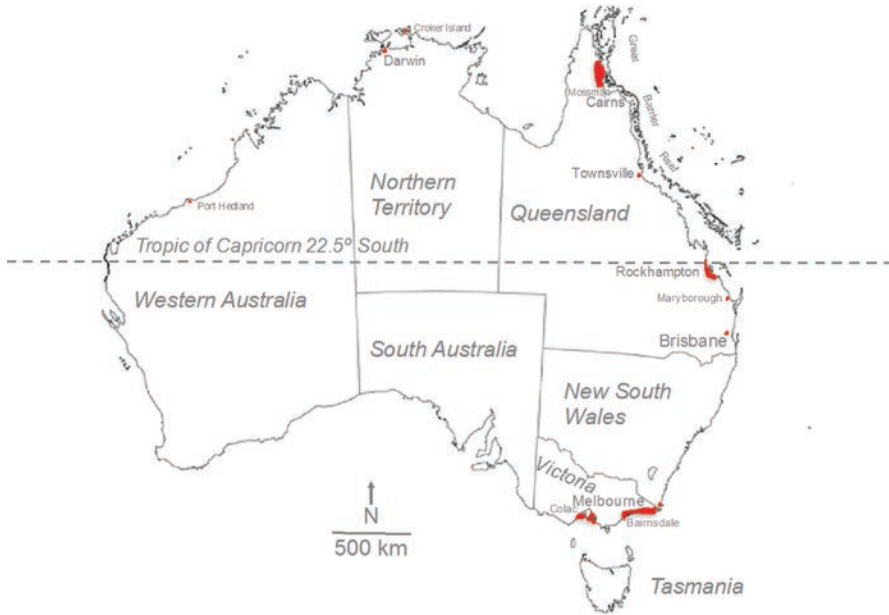 Croker Island
Darwin
Great
Barrier
Reef
Mossman
Cairns
Townsville
Port Hedland
Northern
Territory
Queensland
Tropic of Capricorn 22.5º South
Rockhampton
Western Australia
Maryborough
Brisbane
South Australia
New South
Wales
Victoria
Melbourne
Colac
Bairnsdale
N
500 km
Tasmania